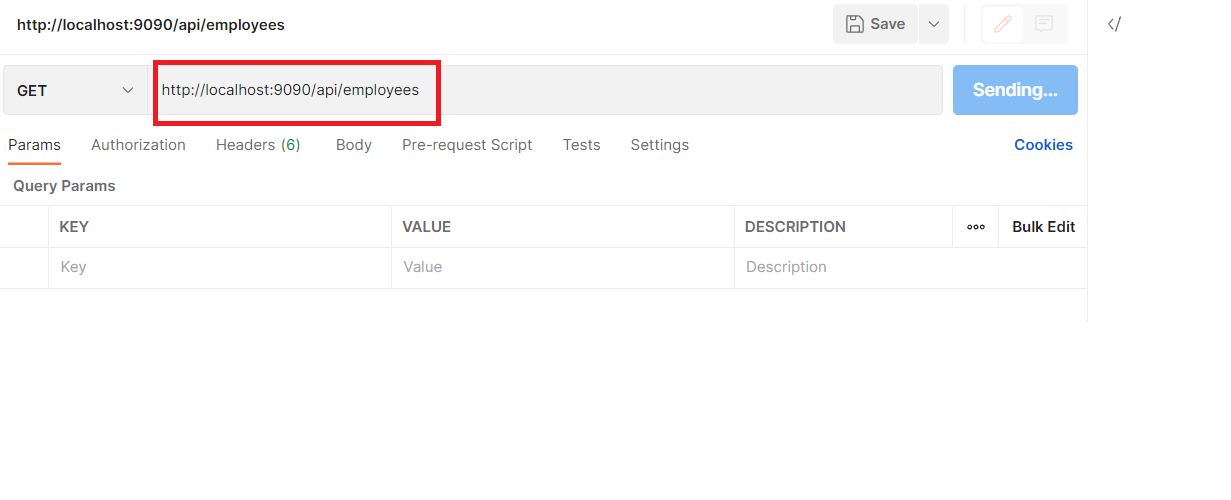 http://localhost:9090/api/employees Save
GET http://localhost:9090/api/employees Sending...
Params Authorization Headers (6) Body Pre-request Script Tests Settings Cookies
Query Params
KEY VALUE DESCRIPTION ooo Bulk Edit
Key Value Description